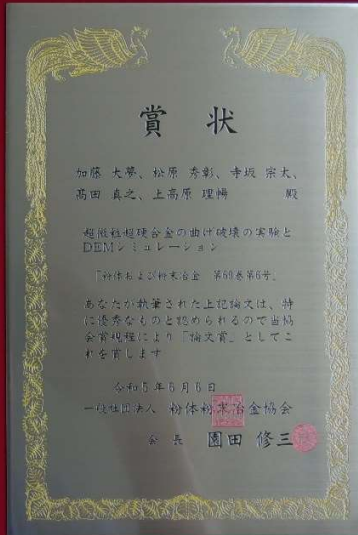 賞状
加藤 大夢、松原 秀彰、寺坂 宗太、
髙田 真之、上高原 理暢 殿
超微粒超硬合金の曲げ破壊の実験と
DEMシミュレーション
「粉体および粉末冶金 第69巻第6号」
あなたが執筆された上記論文は、特
に優秀なものと認められるので当協
会賞規程により「論文賞」としてこ
れを賞します
令和5年6月6日
一般社団法人 粉体粉末冶金協会
会長 園田 修三